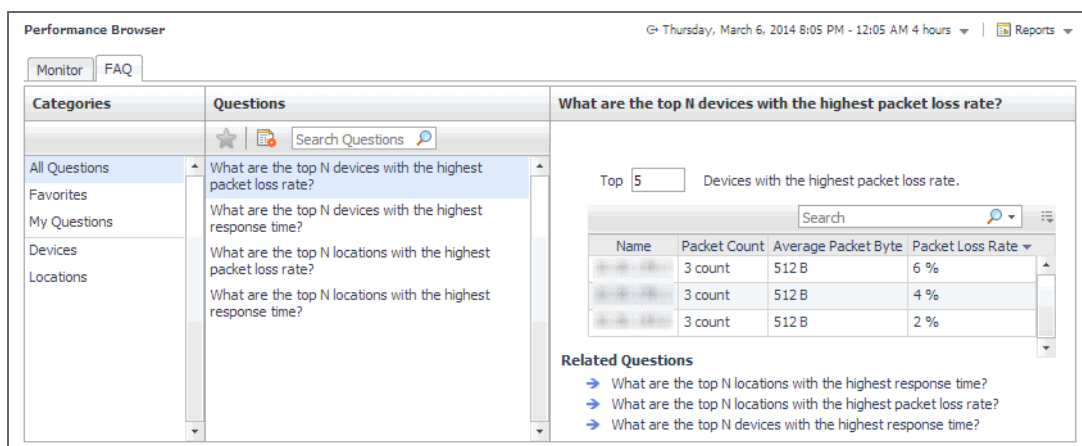 Performance Browser
Thursday, March 6, 2014 8:05 PM - 12:05 AM 4 hours
Reports
Monitor
FAQ
Categories
All Questions
Favorites
My Questions
Devices
Locations
Questions
Search Questions
What are the top N devices with the highest
packet loss rate?
What are the top N devices with the highest
response time?
What are the top N locations with the highest
packet loss rate?
What are the top N locations with the highest
response time?
What are the top N devices with the highest packet loss rate?
Top 5 Devices with the highest packet loss rate.
Search
Name Packet Count Average Packet Byte Packet Loss Rate
3 count 512 B 6 %
3 count 512 B 4 %
3 count 512 B 2 %
Related Questions
What are the top N locations with the highest response time?
What are the top N locations with the highest packet loss rate?
What are the top N devices with the highest response time?